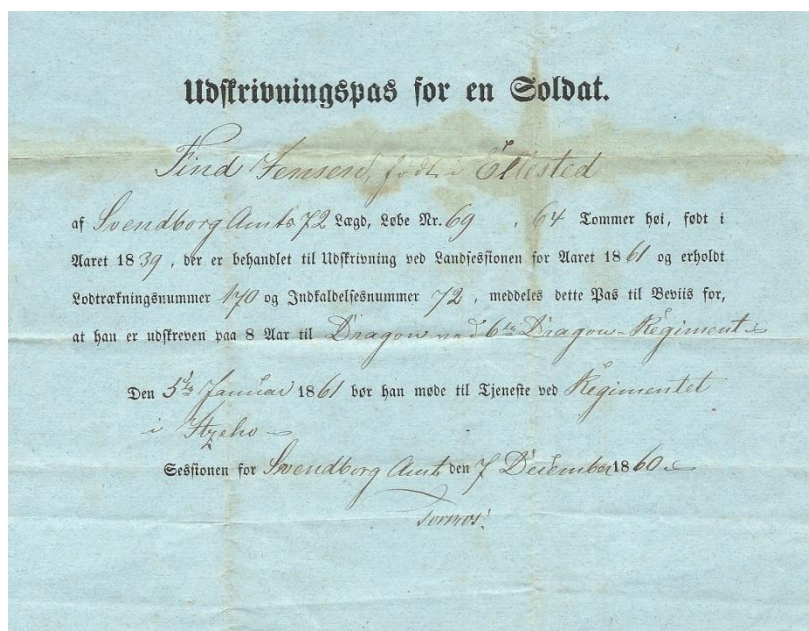 Udskrivningspas for en Soldat.
Find Jensen, født i Ellested
af Svendborg Amts 72 Lægd, Løbe Nr. 69, 64 Tommer høi, født i
Aaret 1839, der er behandlet til Udskrivning ved Landsessionen for Aaret 1861 og erholdt
Lodtrækningsnummer 170 og Indkaldelsesnummer 72, meddeles dette Pas til Beviis for,
at han er udskreven paa 8 Aar til Dragon ved 6te Dragon-Regiment
Den 5te Januar 1861 bør han møde til Tjeneste ved Regimentet
i Itzeho
Sessionen for Svendborg Amt den 7 December 1860